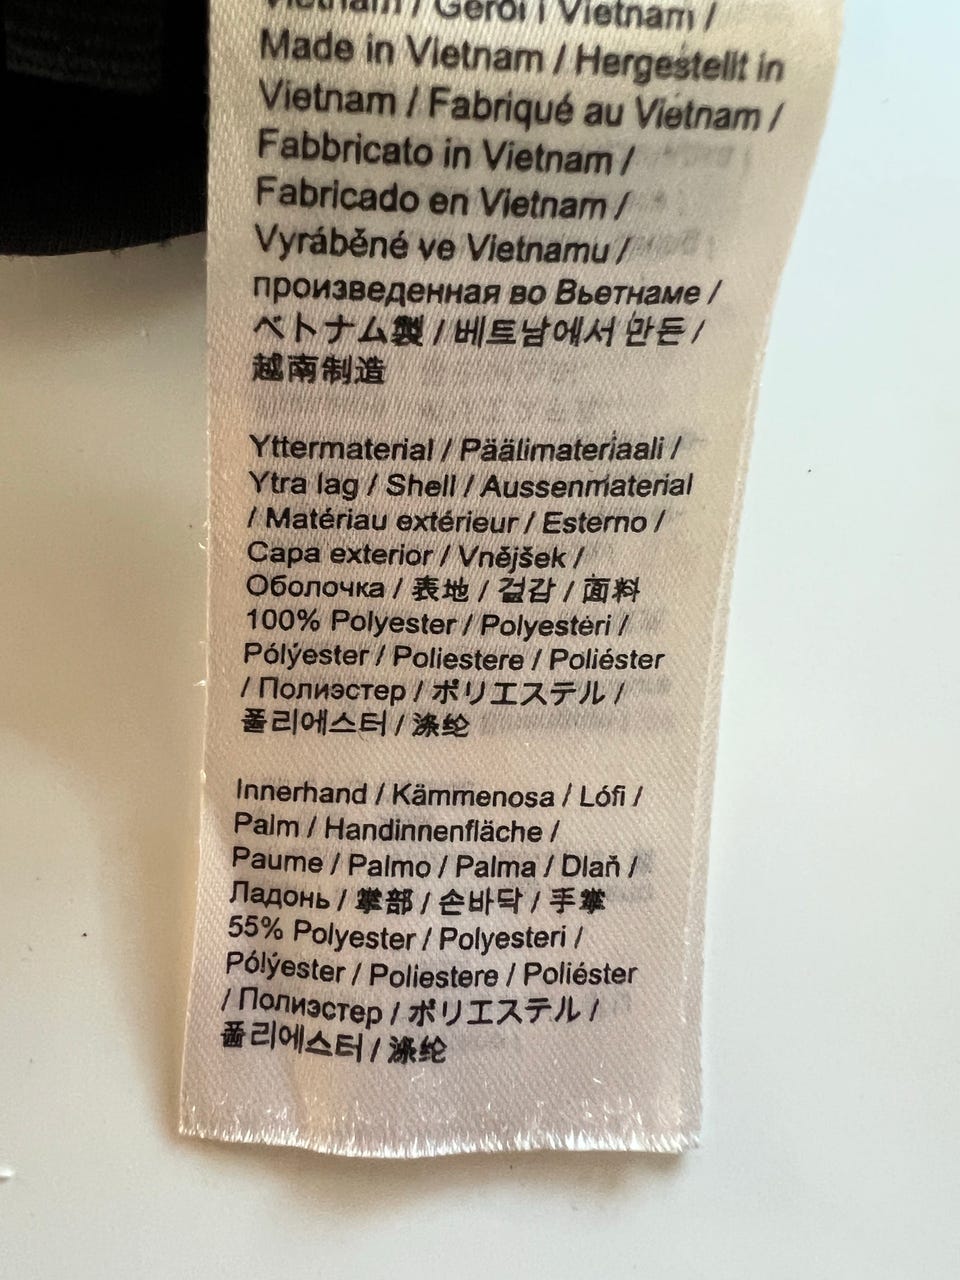 Vietnam / Gerði í Vietnam /
Made in Vietnam / Hergestellt in
Vietnam / Fabriqué au Vietnam /
Fabbricato in Vietnam /
Fabricado en Vietnam /
Vyráběné ve Vietnamu /
произведенная во Вьетнаме /
ベトナム製 / 베트남에서 만든 /
越南制造
Yttermaterial / Päälimateriaali /
Ytra lag / Shell / Aussenmaterial
/ Matériau extérieur / Esterno /
Capa exterior / Vnějšek /
Оболочка / 表地 / 겉감 / 面料
100% Polyester / Polyestéri /
Pólýester / Poliestere / Poliéster
/ Полиэстер / ポリエステル /
폴리에스터 / 涤纶
Innerhand / Kämmenosa / Lófi /
Palm / Handinnenfläche /
Paume / Palmo / Palma / Dlaň /
Ладонь / 掌部 / 손바닥 / 手掌
55% Polyester / Polyesteri /
Pólýester / Poliestere / Poliéster
/ Полиэстер / ポリエステル /
폴리에스터 / 涤纶